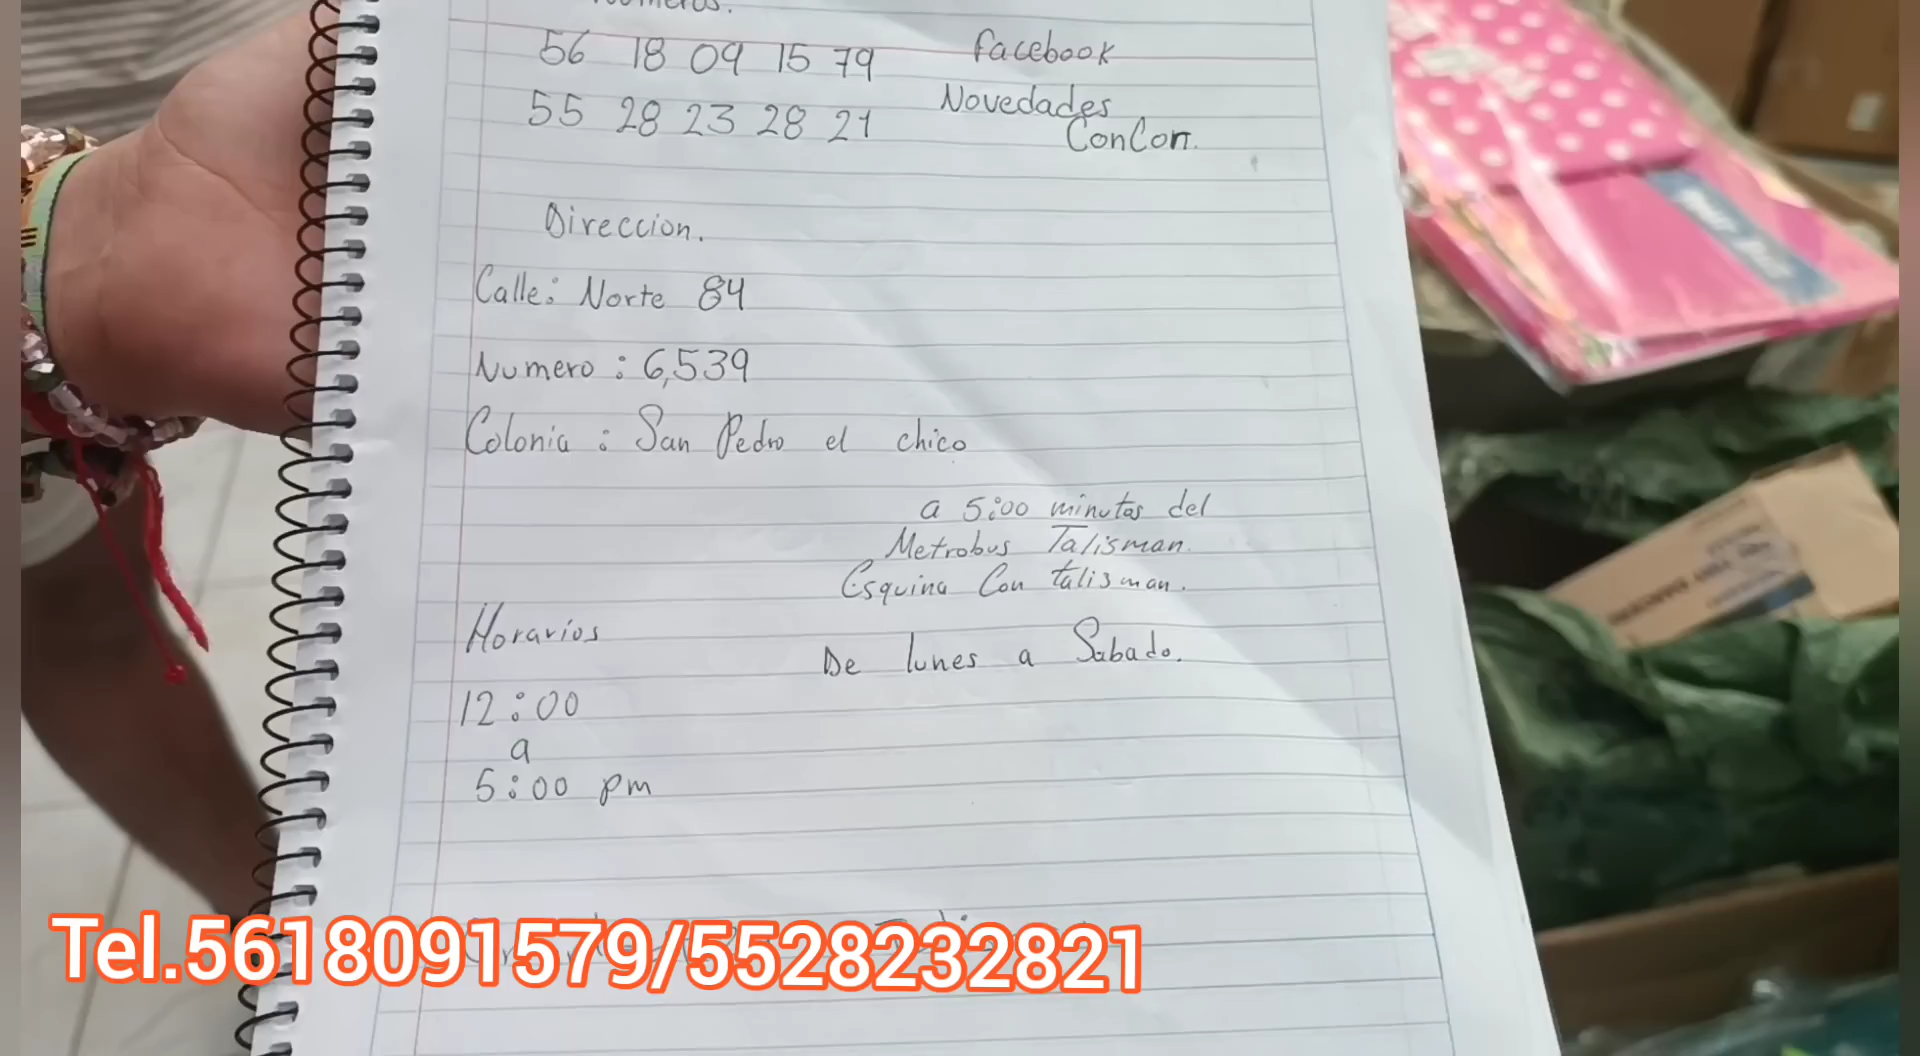 Numeros.
56 18 09 15 79 facebook
55 28 23 28 21 Novedades
ConCon.
Direccion.
Calle: Norte 84
Numero: 6,539
Colonia: San Pedro el chico
a 5:00 minutos del
Metrobus Talisman.
Esquina Con talisman.
Horarios
De lunes a Sabado.
12:00
a
5:00 pm
Tel.5618091579/5528232821